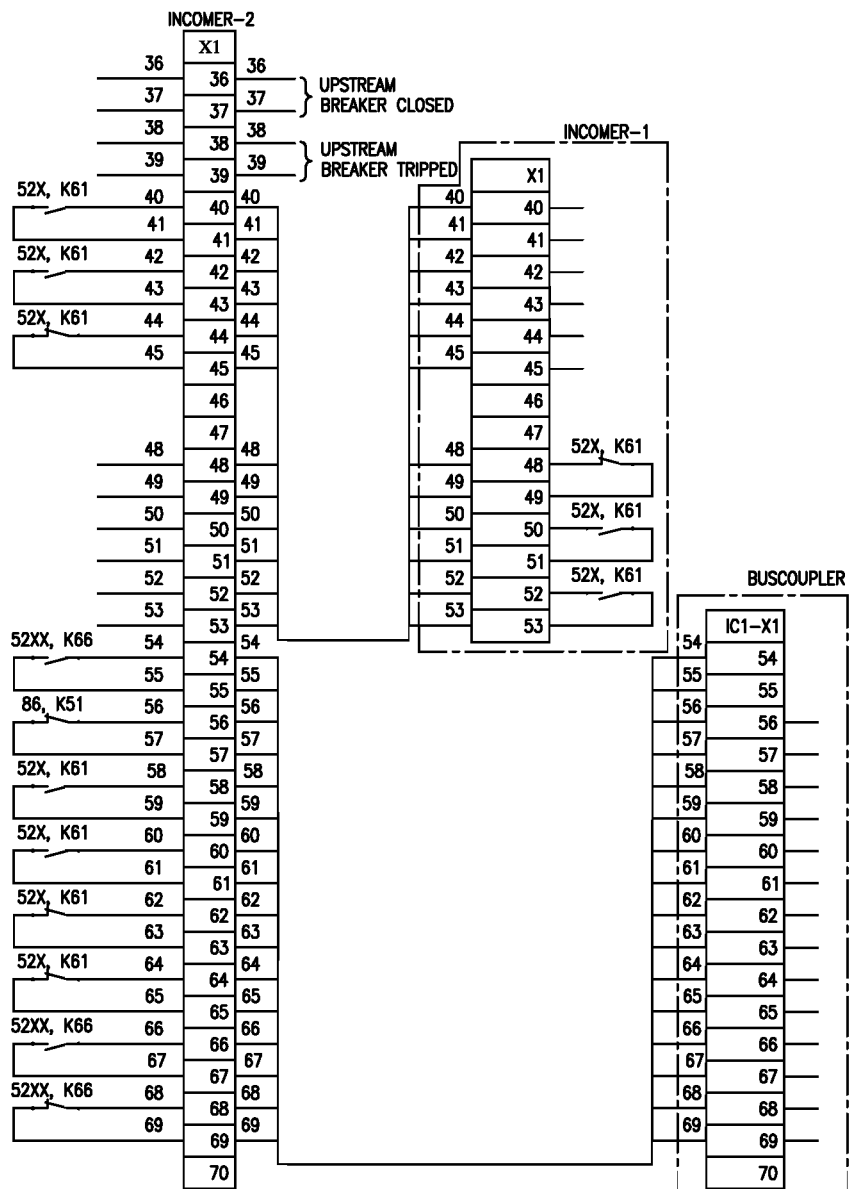 INCOMER-2
X1
36 36 36
UPSTREAM
37 37 37
BREAKER CLOSED
38 38 38
INCOMER-1
UPSTREAM
39 39 39
BREAKER TRIPPED
X1
52X, K61
40 40 40 40 40
41 41 41 41 41
52X, K61
42 42 42 42 42
43 43 43 43 43
52X, K61
44 44 44 44 44
45 45 45 45 45
46 46
47 47
52X, K61
48 48 48 48 48
49 49 49 49 49
52X, K61
50 50 50 50 50
51 51 51 51 51
52X, K61
52 52 52 52 52
BUSCOUPLER
53 53 53 53 53
IC1-X1
52XX, K66
54 54 54 54 54
55 55 55 55 55
86, K51
56 56 56 56 56
57 57 57 57 57
52X, K61
58 58 58 58 58
59 59 59 59 59
52X, K61
60 60 60 60 60
61 61 61 61 61
52X, K61
62 62 62 62 62
63 63 63 63 63
52X, K61
64 64 64 64 64
65 65 65 65 65
52XX, K66
66 66 66 66 66
67 67 67 67 67
52XX, K66
68 68 68 68 68
69 69 69 69 69
70 70